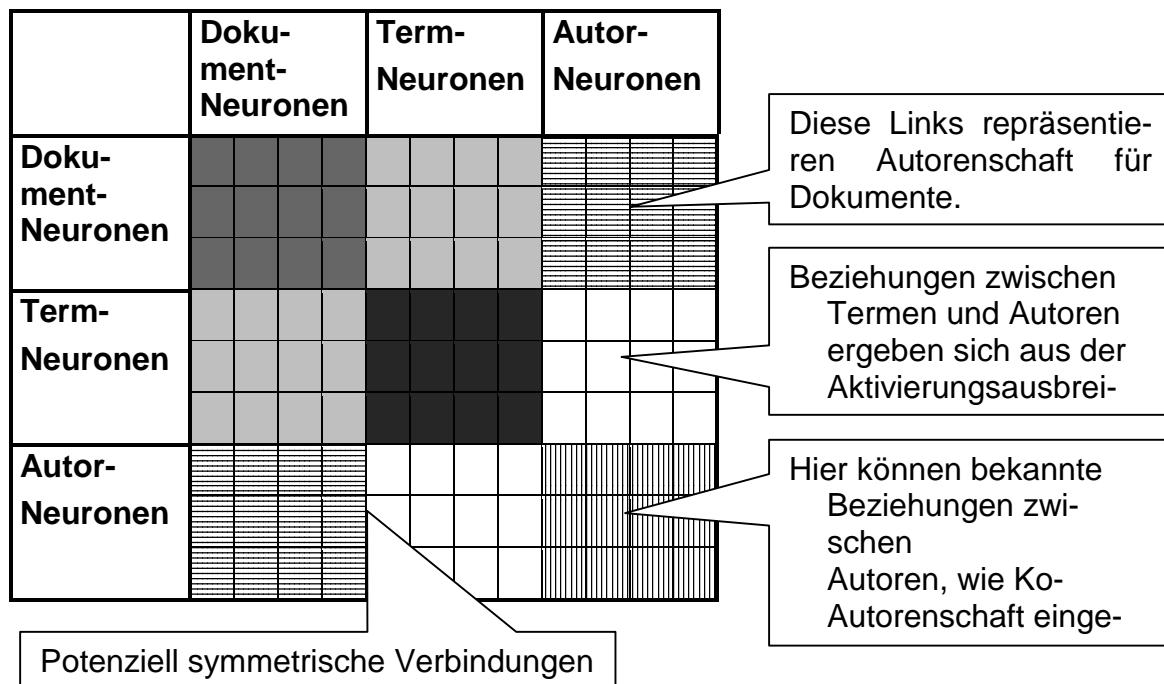 Doku-
ment-
Neuronen
Term-
Neuronen
Autor-
Neuronen
Doku-
ment-
Neuronen
Term-
Neuronen
Autor-
Neuronen
Diese Links repräsentie-
ren Autorenschaft für
Dokumente.
Beziehungen zwischen
Termen und Autoren
ergeben sich aus der
Aktivierungsausbrei-
Hier können bekannte
Beziehungen zwi-
schen
Autoren, wie Ko-
Autorenschaft einge-
Potenziell symmetrische Verbindungen